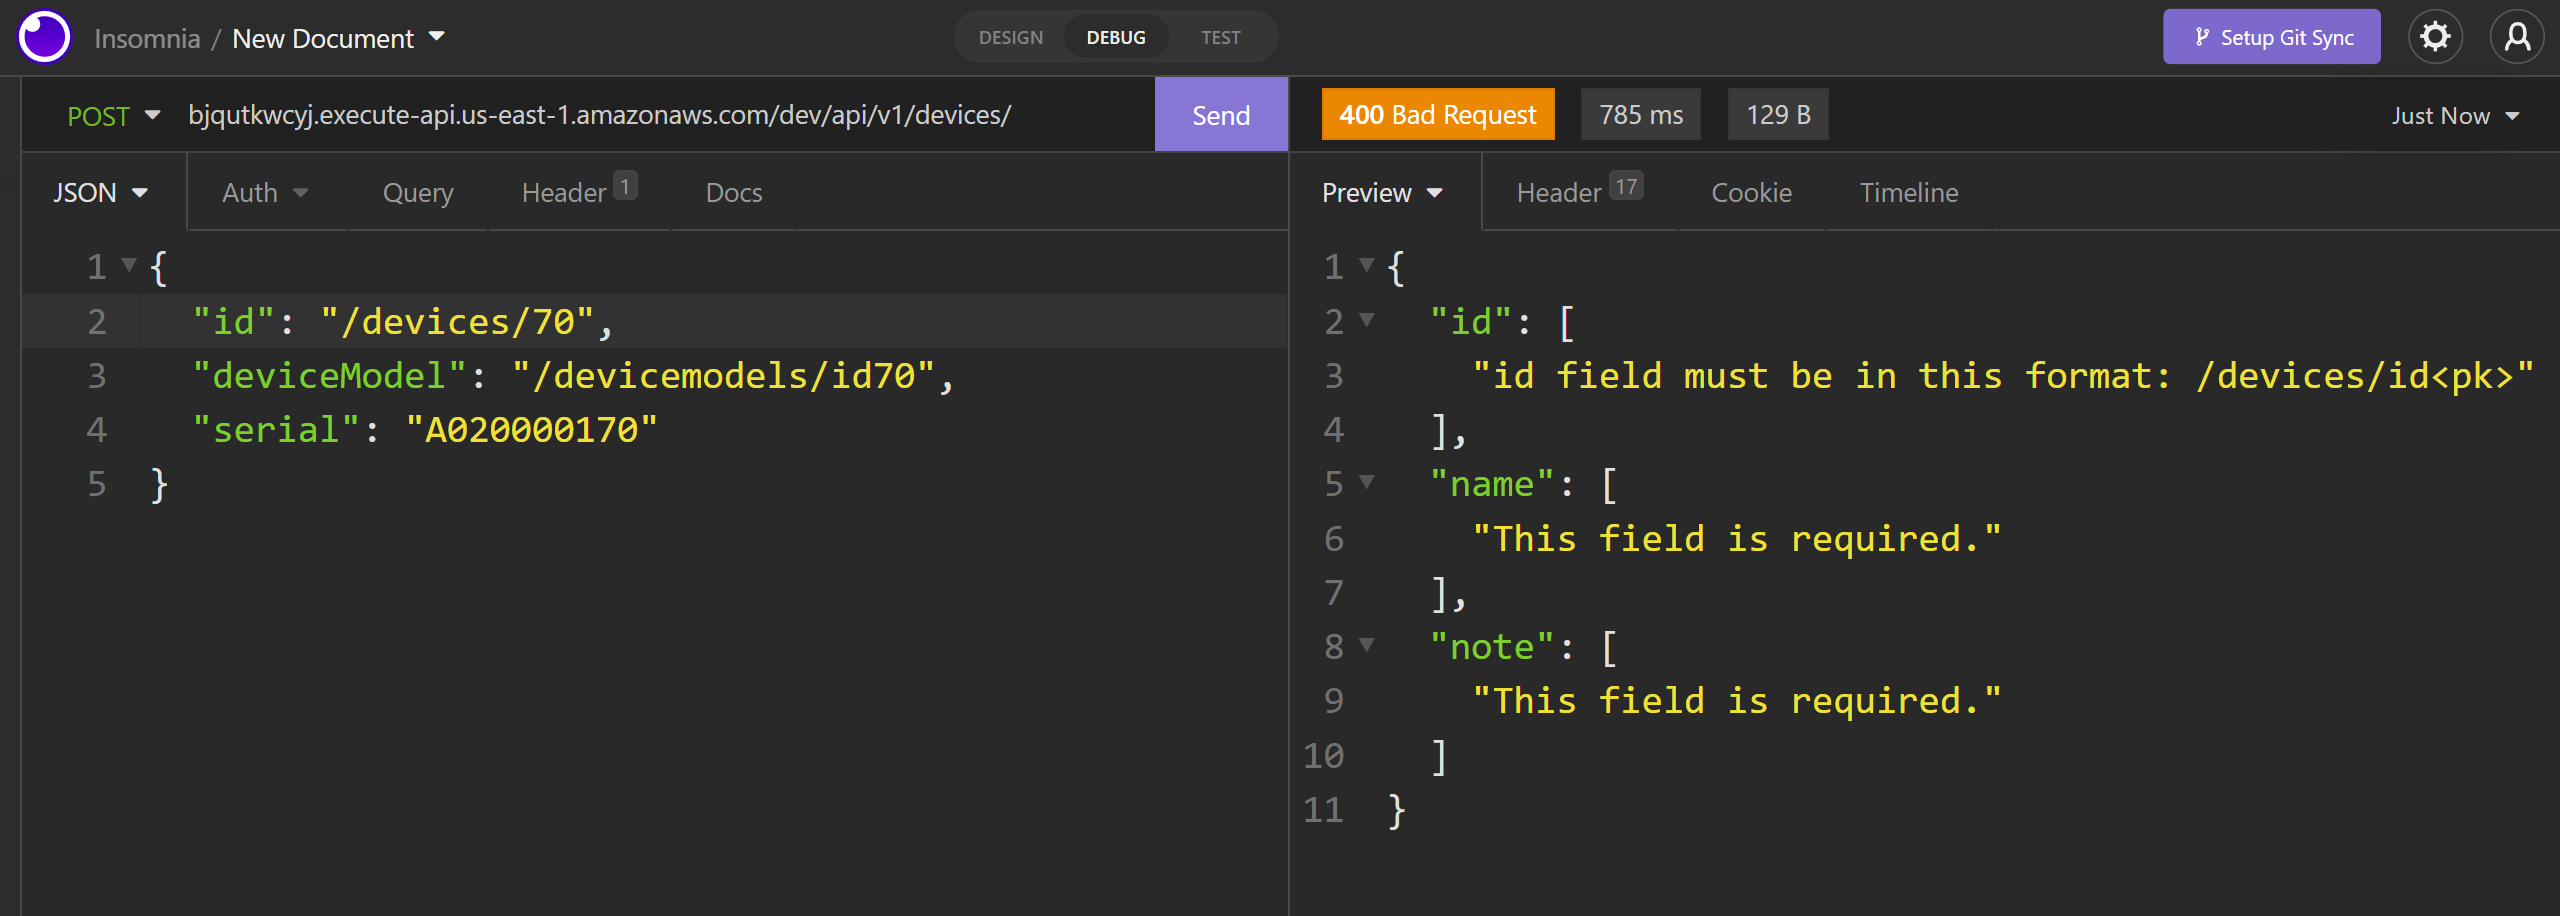 Insomnia / New Document
DESIGN DEBUG TEST
Setup Git Sync
POST bjqutkwcyj.execute-api.us-east-1.amazonaws.com/dev/api/v1/devices/ Send
400 Bad Request 785 ms 129 B Just Now
JSON Auth Query Header 1 Docs
Preview Header 17 Cookie Timeline
1 {
2 "id": "/devices/70",
3 "deviceModel": "/devicemodels/id70",
4 "serial": "A020000170"
5 }
1 {
2 "id": [
3 "id field must be in this format: /devices/id<pk>"
4 ],
5 "name": [
6 "This field is required."
7 ],
8 "note": [
9 "This field is required."
10 ]
11 }